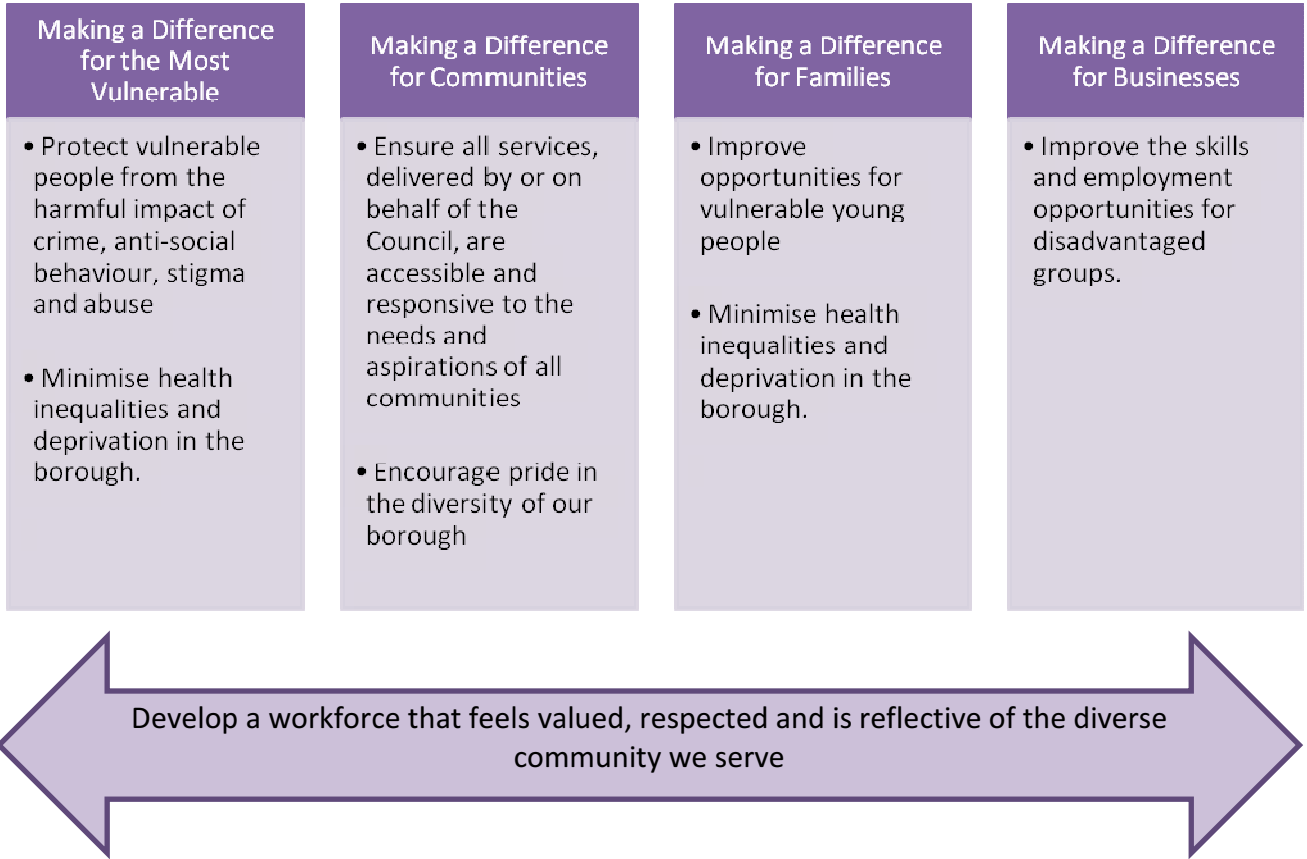 Making a Difference
for the Most
Vulnerable
• Protect vulnerable
people from the
harmful impact of
crime, anti-social
behaviour, stigma
and abuse
• Minimise health
inequalities and
deprivation in the
borough.
Making a Difference
for Communities
• Ensure all services,
delivered by or on
behalf of the
Council, are
accessible and
responsive to the
needs and
aspirations of all
communities
• Encourage pride in
the diversity of our
borough
Making a Difference
for Families
• Improve
opportunities for
vulnerable young
people
• Minimise health
inequalities and
deprivation in the
borough.
Making a Difference
for Businesses
• Improve the skills
and employment
opportunities for
disadvantaged
groups.
Develop a workforce that feels valued, respected and is reflective of the diverse
community we serve